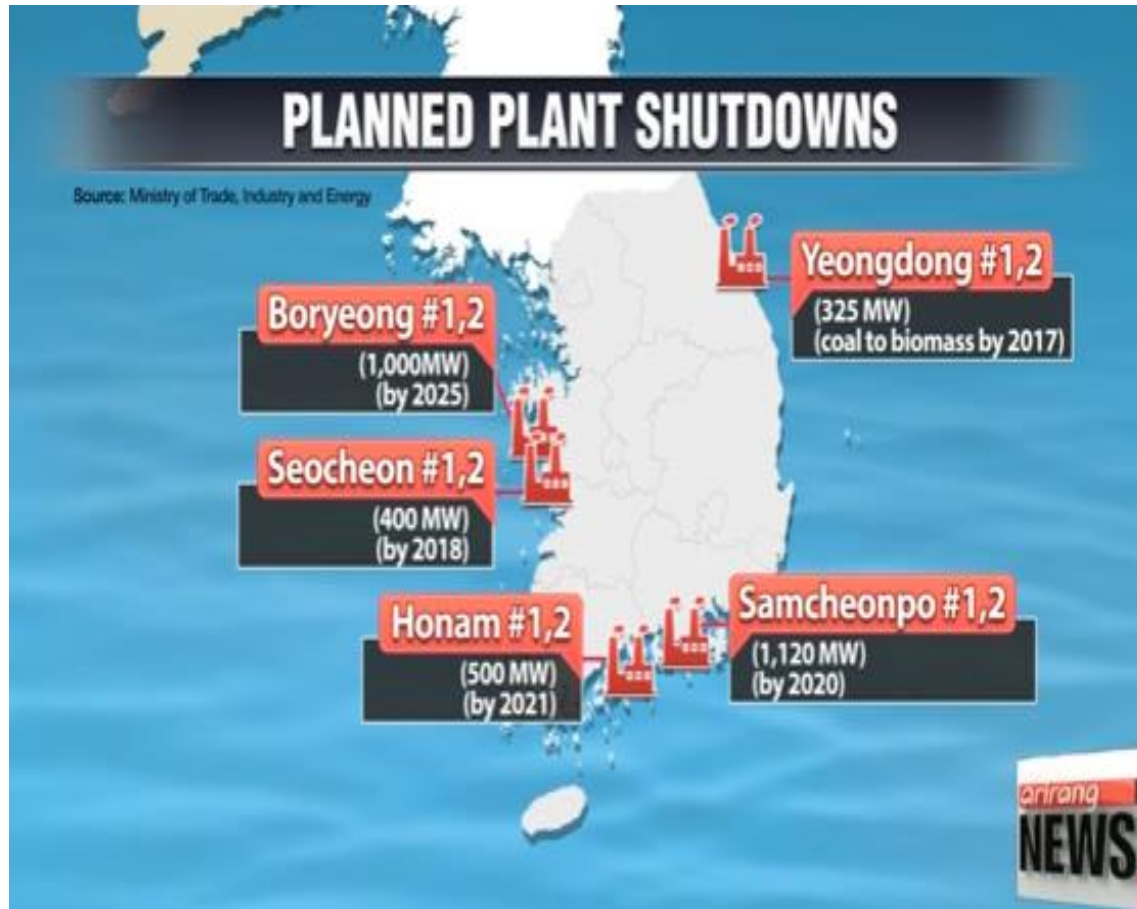 PLANNED PLANT SHUTDOWNS
Source: Ministry of Trade, Industry and Energy
Yeongdong #1,2
(325 MW)
(coal to biomass by 2017)
Boryeong #1,2
(1,000MW)
(by 2025)
Seocheon #1,2
(400 MW)
(by 2018)
Honam #1,2
(500 MW)
(by 2021)
Samcheonpo #1,2
(1,120 MW)
(by 2020)
arirang
NEWS